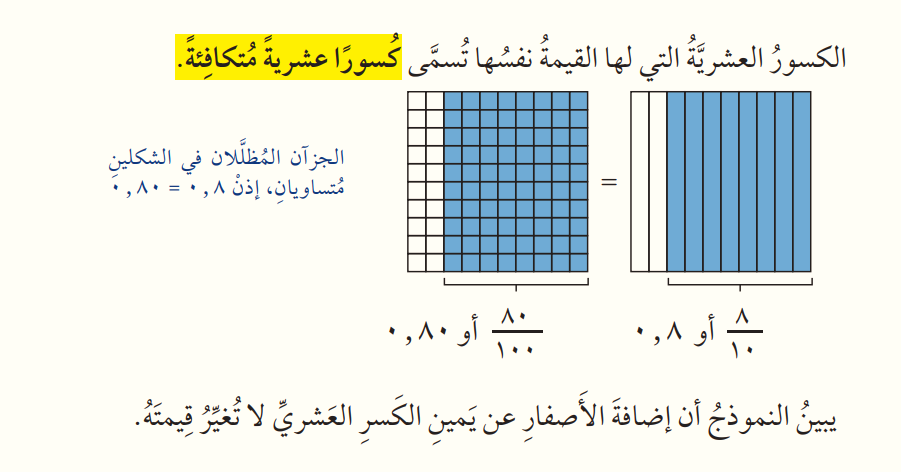 الكسورُ العشريَّةُ التي لها القيمةُ نفسُها تُسمَّى كُسورًا عشريةً مُتكافِئةً.
الجزآن المُظلَّلان في الشكلينِ
مُتساويانِ، إذنْ ٠,٨ = ٠,٨٠
=
٨/١٠ أو ٠,٨
٨٠/١٠٠ أو ٠,٨٠
يبينُ النموذجُ أن إضافةَ الأَصفارِ عن يَمينِ الكَسرِ العَشريِّ لا تُغيِّرُ قِيمتَهُ.